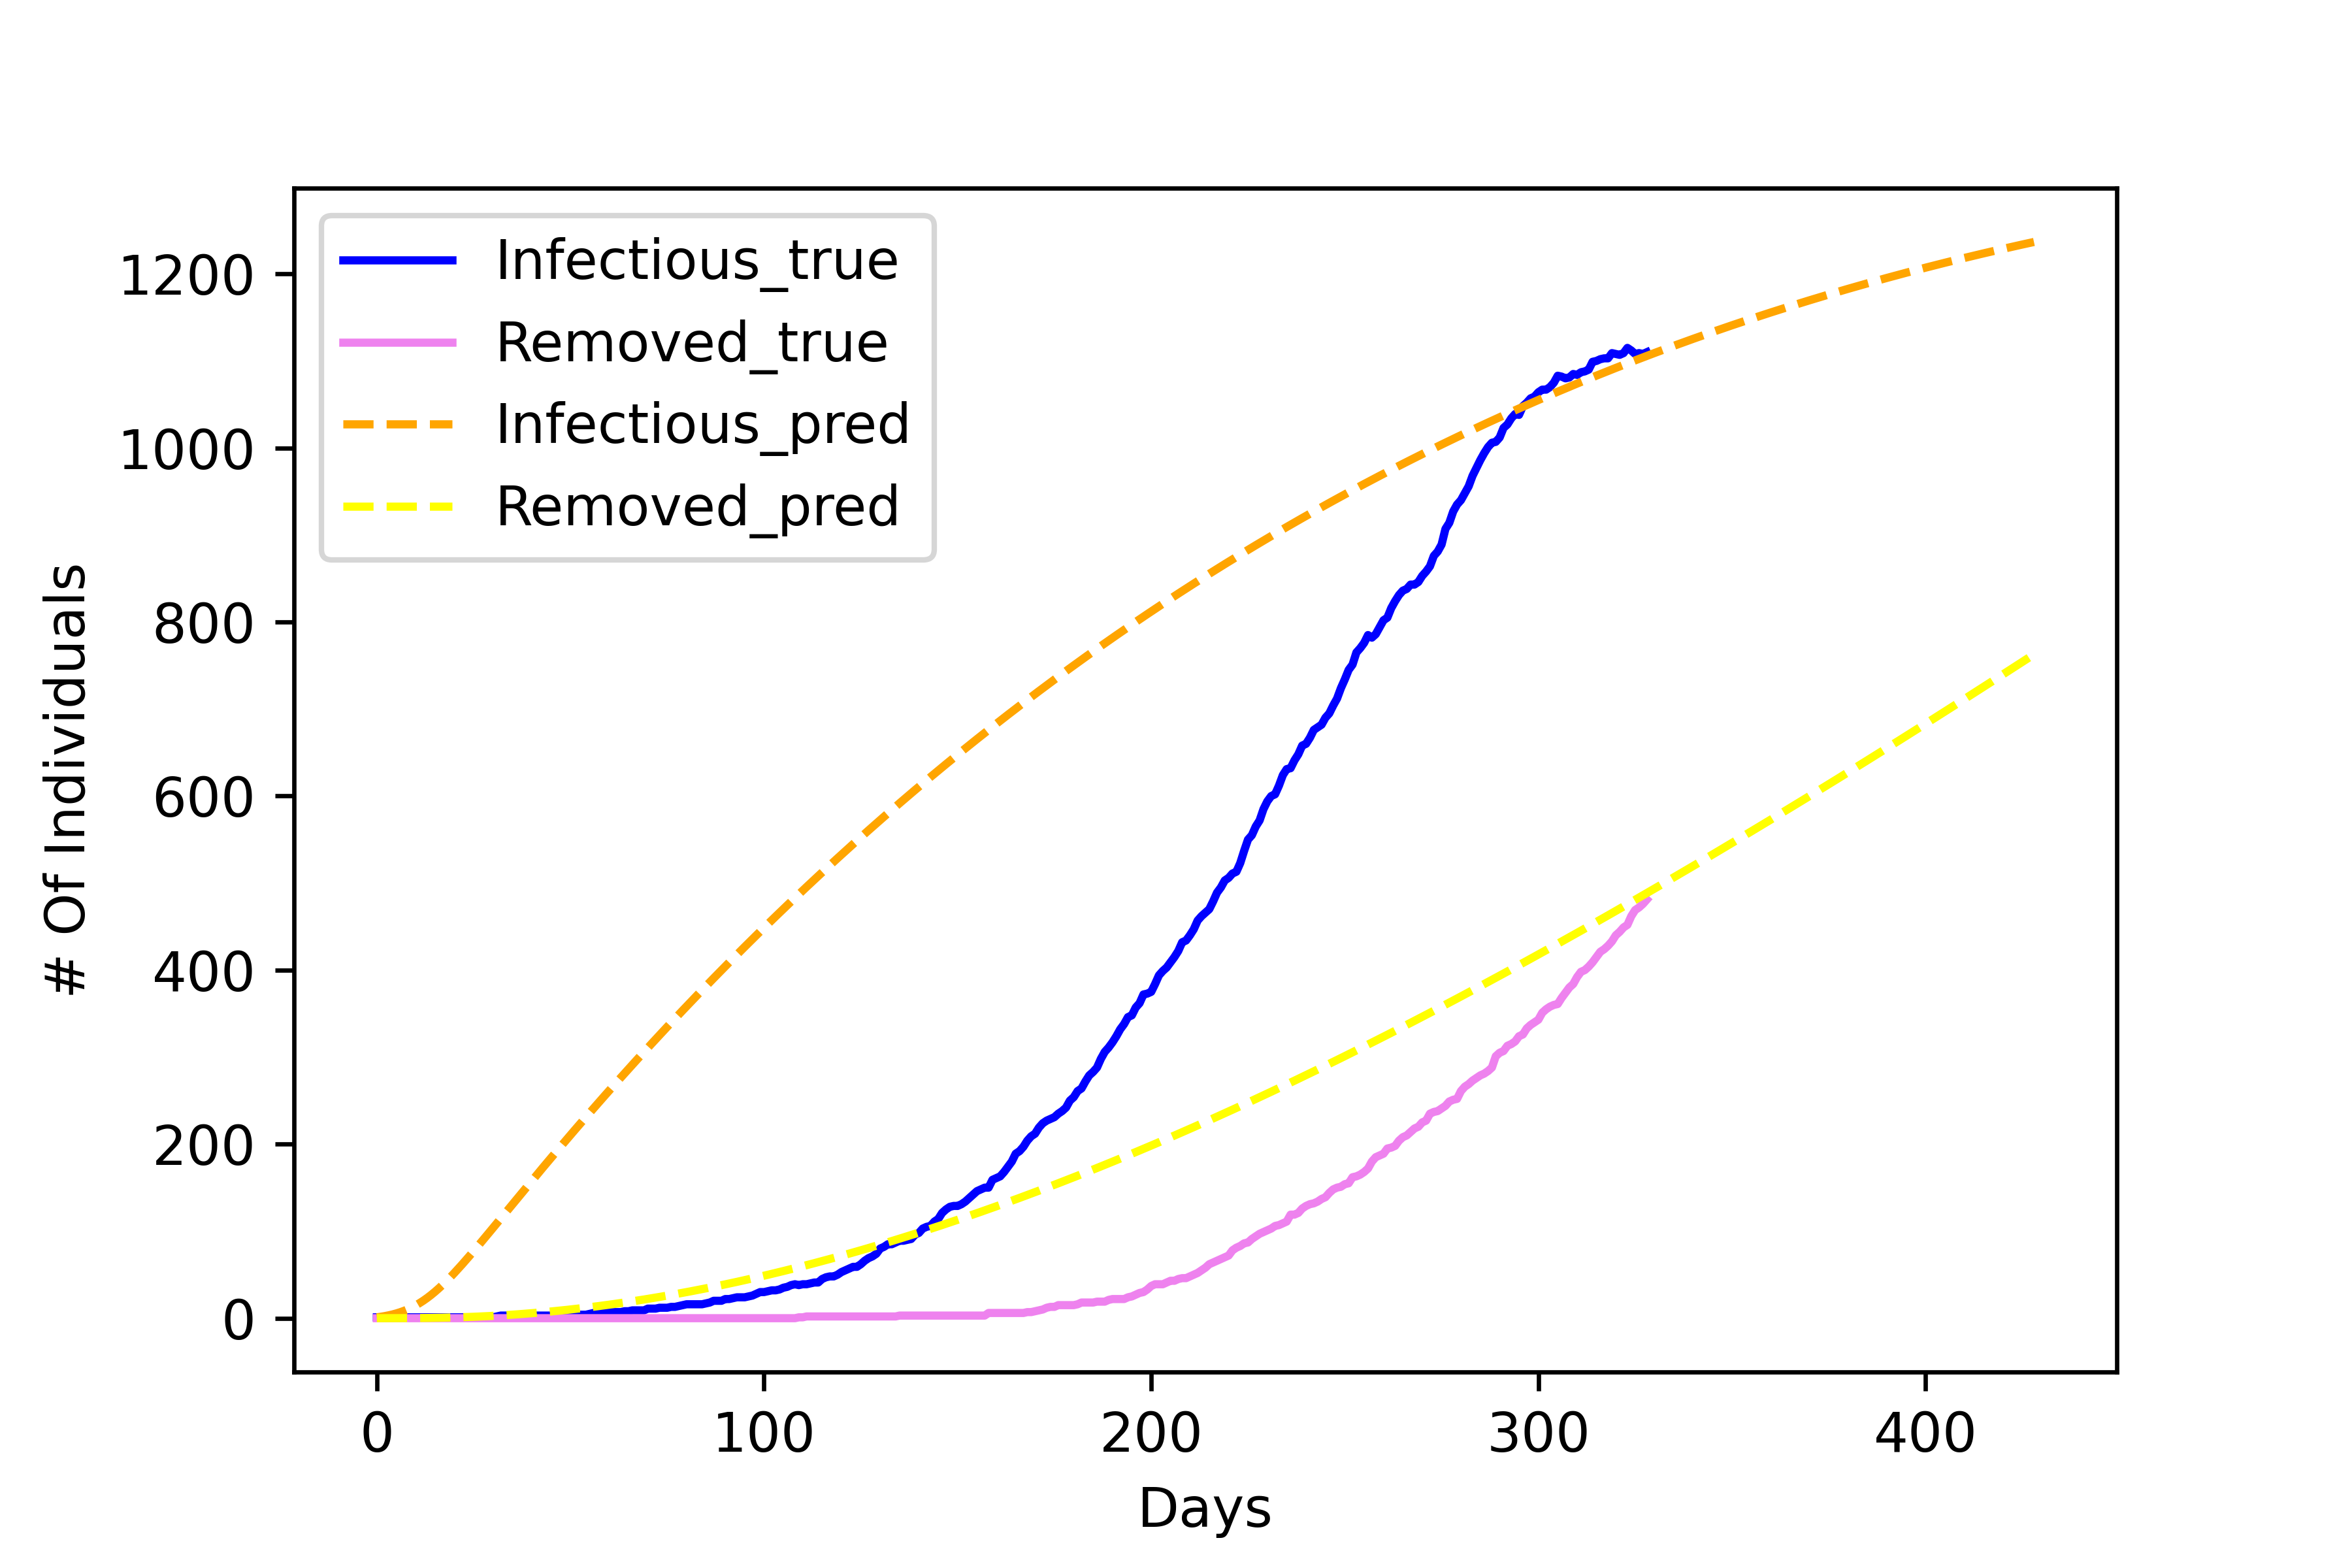 Infectious_true
Removed_true
Infectious_pred
Removed_pred
1200
1000
800
600
400
200
0
# Of Individuals
0 100 200 300 400
Days